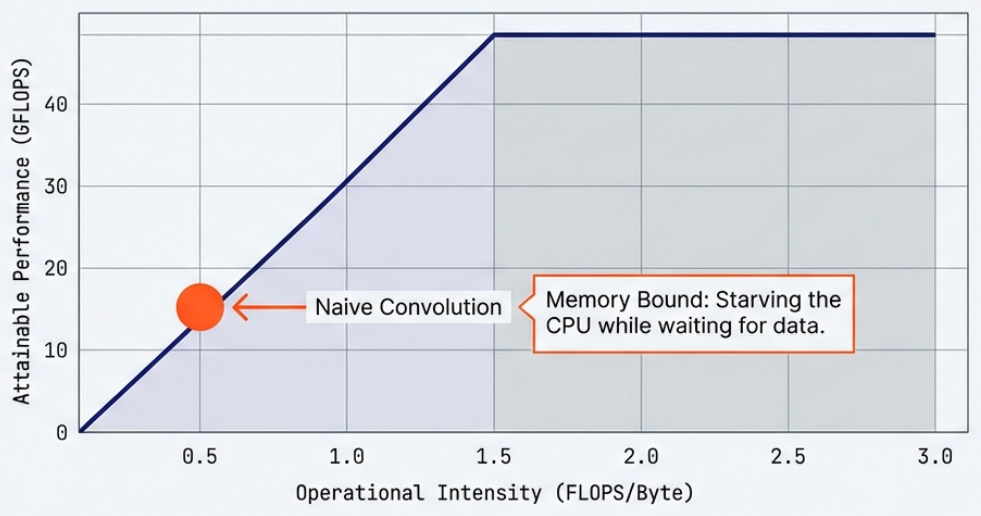 Attainable Performance (GFLOPS)
40
30
20
10
0
Naive Convolution
Memory Bound: Starving the
CPU while waiting for data.
0.5 1.0 1.5 2.0 2.5 3.0
Operational Intensity (FLOPS/Byte)